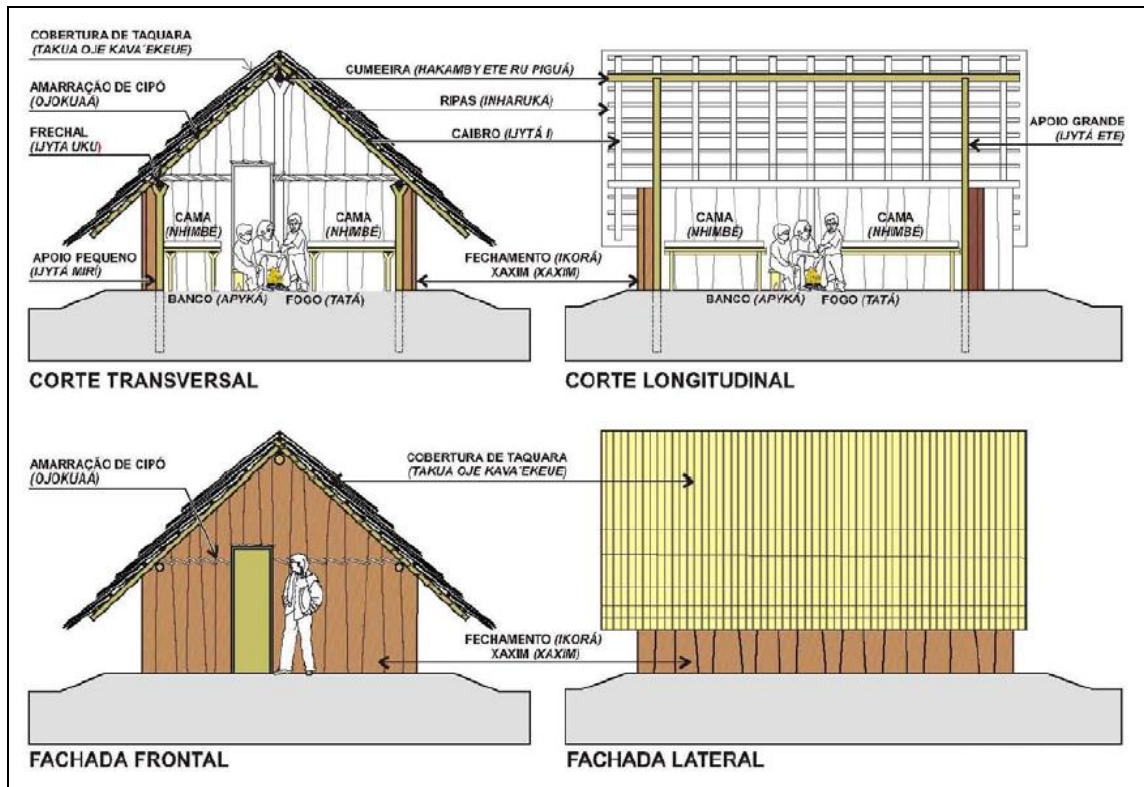 COBERTURA DE TAQUARA
(TAKUA OJE KAVA´EKEUE)
AMARRAÇÃO DE CIPÓ
(OJOKUAÁ)
FRECHAL
(IJYTA UKU)
APOIO PEQUENO
(IJYTÁ MIRÍ)
CAMA
(NHIMBÉ)
CAMA
(NHIMBÉ)
BANCO (APYKÁ)
FOGO (TATÁ)
CUMEEIRA (HAKAMBY ETE RU PIGUÁ)
RIPAS (INHARUKÁ)
CAIBRO (IJYTÁ I)
FECHAMENTO (IKORÁ)
XAXIM (XAXIM)
APOIO GRANDE
(IJYTÁ ETE)
CAMA
(NHIMBÉ)
CAMA
(NHIMBÉ)
BANCO (APYKÁ)
FOGO (TATÁ)
CORTE TRANSVERSAL
CORTE LONGITUDINAL
AMARRAÇÃO DE CIPÓ
(OJOKUAÁ)
COBERTURA DE TAQUARA
(TAKUA OJE KAVA´EKEUE)
FECHAMENTO (IKORÁ)
XAXIM (XAXIM)
FACHADA FRONTAL
FACHADA LATERAL